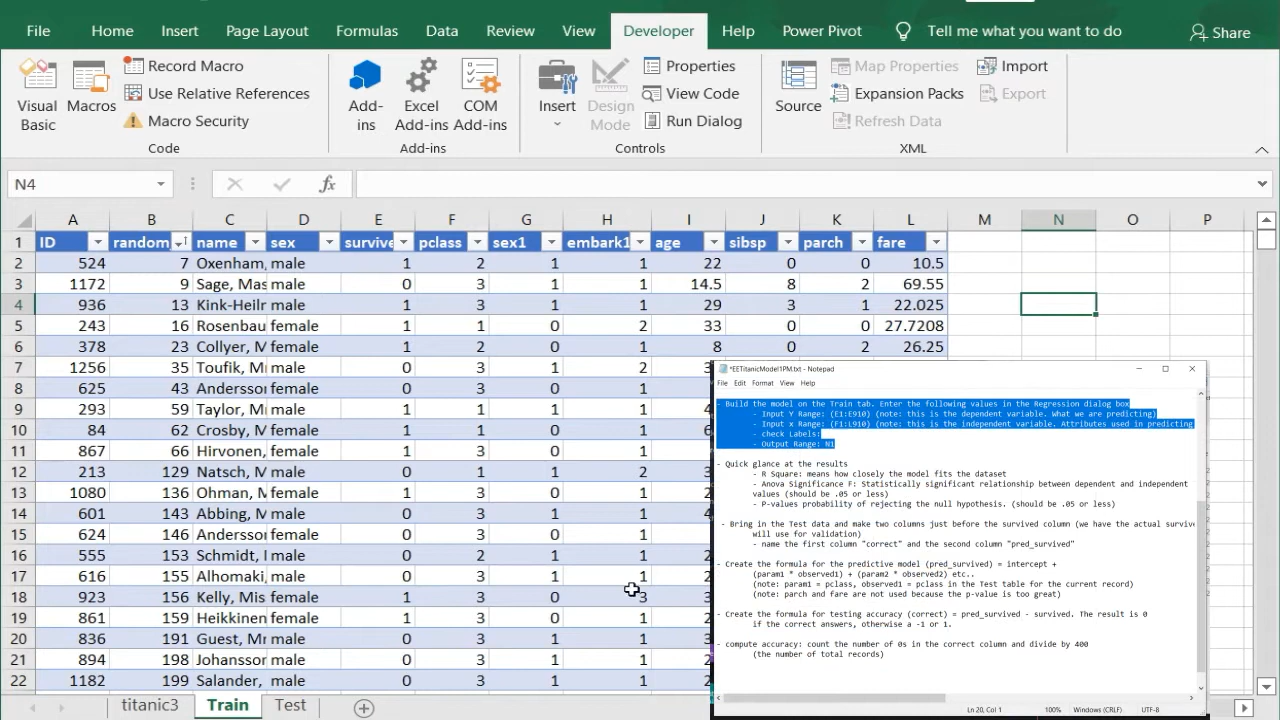 File Home Insert Page Layout Formulas Data Review View Developer Help Power Pivot Tell me what you want to do Share
Visual Basic
Macros
Record Macro
Use Relative References
Macro Security
Code
Add-ins
Excel Add-ins
COM Add-ins
Add-ins
Insert
Design Mode
Properties
View Code
Run Dialog
Controls
Source
Map Properties
Expansion Packs
Refresh Data
Import
Export
XML
N4
fx
A B C D E F G H I J K L M N O P
1 ID random name sex survive pclass sex1 embark1 age sibsp parch fare
2 524 7 Oxenham, male 1 2 1 1 22 0 0 10.5
3 1172 9 Sage, Mas male 0 3 1 1 14.5 8 2 69.55
4 936 13 Kink-Heilr male 1 3 1 1 29 3 1 22.025
5 243 16 Rosenbau female 1 1 0 2 33 0 0 27.7208
6 378 23 Collyer, M female 1 2 0 1 8 0 2 26.25
7 1256 35 Toufik, M male 0 3 1 2
8 625 43 Andersson female 0 3 0 1
9 293 59 Taylor, M male 1 1 1 1
10 84 62 Crosby, M female 1 1 0 1
11 867 66 Hirvonen, female 1 3 0 1
12 213 129 Natsch, M male 0 1 1 2
13 1080 136 Ohman, M female 1 3 0 1
14 601 143 Abbing, M male 0 3 1 1
15 624 146 Andersson female 0 3 0 1
16 555 153 Schmidt, male 0 2 1 1
17 616 155 Alhomaki, male 0 3 1 1
18 923 156 Kelly, Mis female 1 3 0 3
19 861 159 Heikkinen female 1 3 0 1
20 836 191 Guest, Mr male 0 3 1 1
21 894 198 Johansson male 0 3 1 1
22 1182 199 Salander, male 0 3 1 1
titanic3 Train Test
*EETitanicModel1PM.txt - Notepad
File Edit Format View Help
- Build the model on the Train tab. Enter the following values in the Regression dialog box
- Input Y Range: (E1:E910) (note: this is the dependent variable. What we are predicting)
- Input x Range: (F1:L910) (note: this is the independent variable. Attributes used in predicting
- check Labels:
- Output Range: N1
- Quick glance at the results
- R Square: means how closely the model fits the dataset
- Anova Significance F: Statistically significant relationship between dependent and independent
values (should be .05 or less)
- P-values probability of rejecting the null hypothesis. (should be .05 or less)
- Bring in the Test data and make two columns just before the survived column (we have the actual surviv
will use for validation)
- name the first column "correct" and the second column "pred_survived"
- Create the formula for the predictive model (pred_survived) = intercept +
(param1 * observed1) + (param2 * observed2) etc..
(note: param1 = pclass, observed1 = pclass in the Test table for the current record)
(note: parch and fare are not used because the p-value is too great)
- Create the formula for testing accuracy (correct) = pred_survived - survived. The result is 0
if the correct answers, otherwise a -1 or 1.
- compute accuracy: count the number of 0s in the correct column and divide by 400
(the number of total records)
Ln 20, Col 1 100% Windows (CRLF) UTF-8